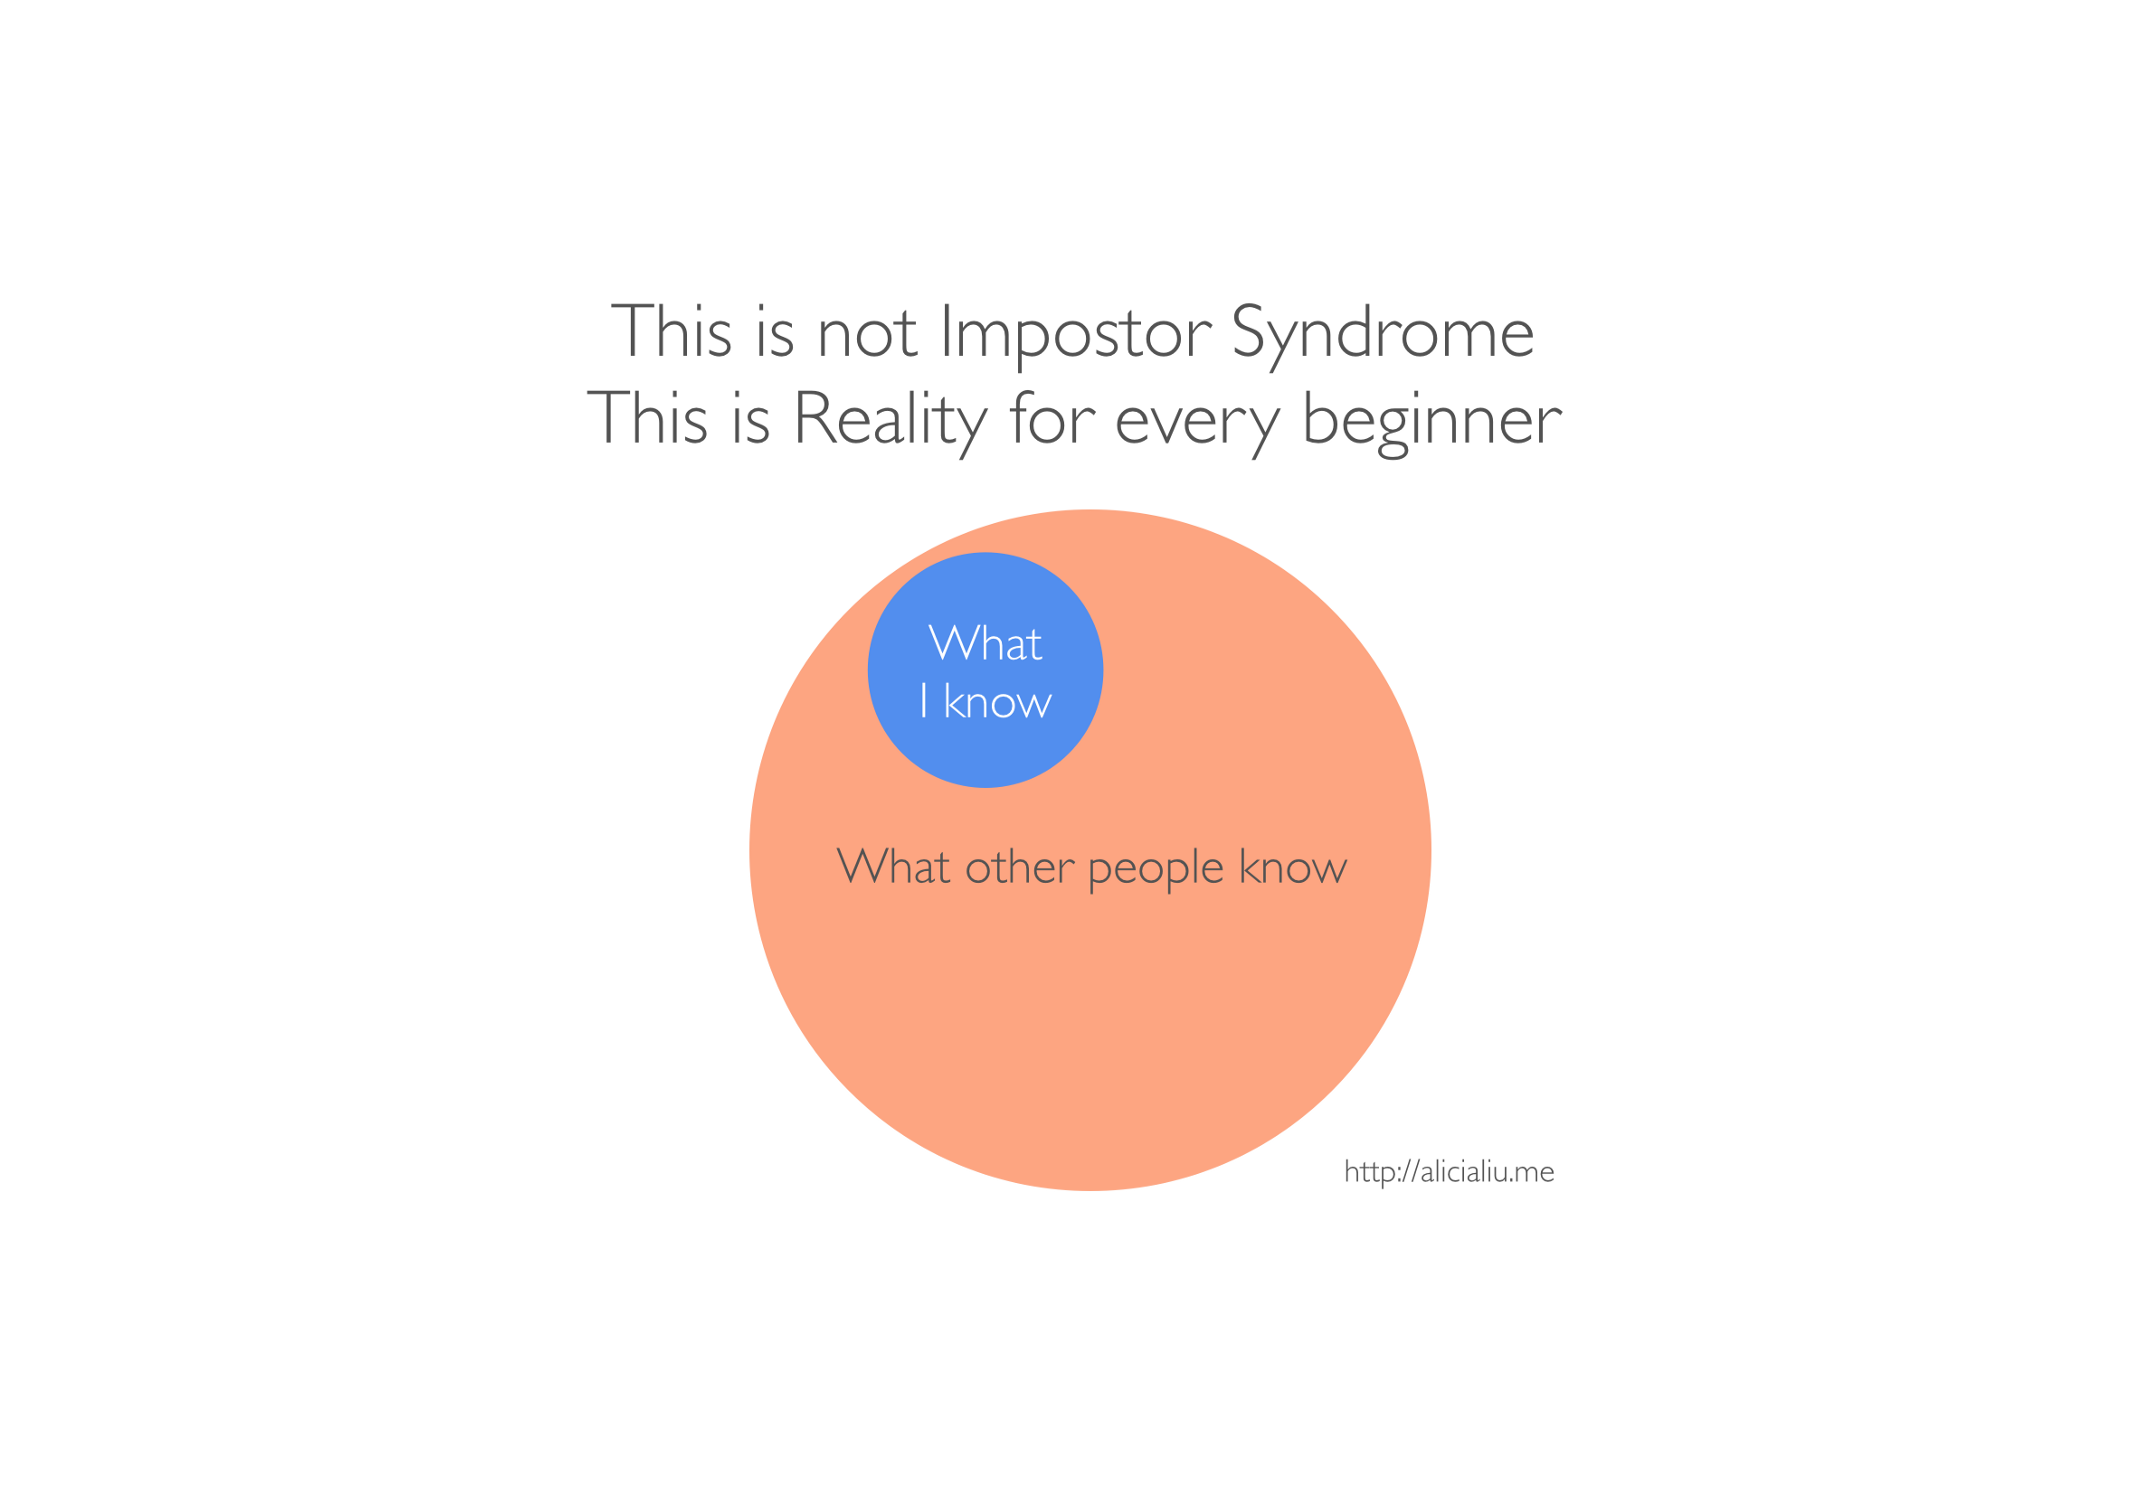 This is not Impostor Syndrome
This is Reality for every beginner
What
I know
What other people know
http://alicialiu.me